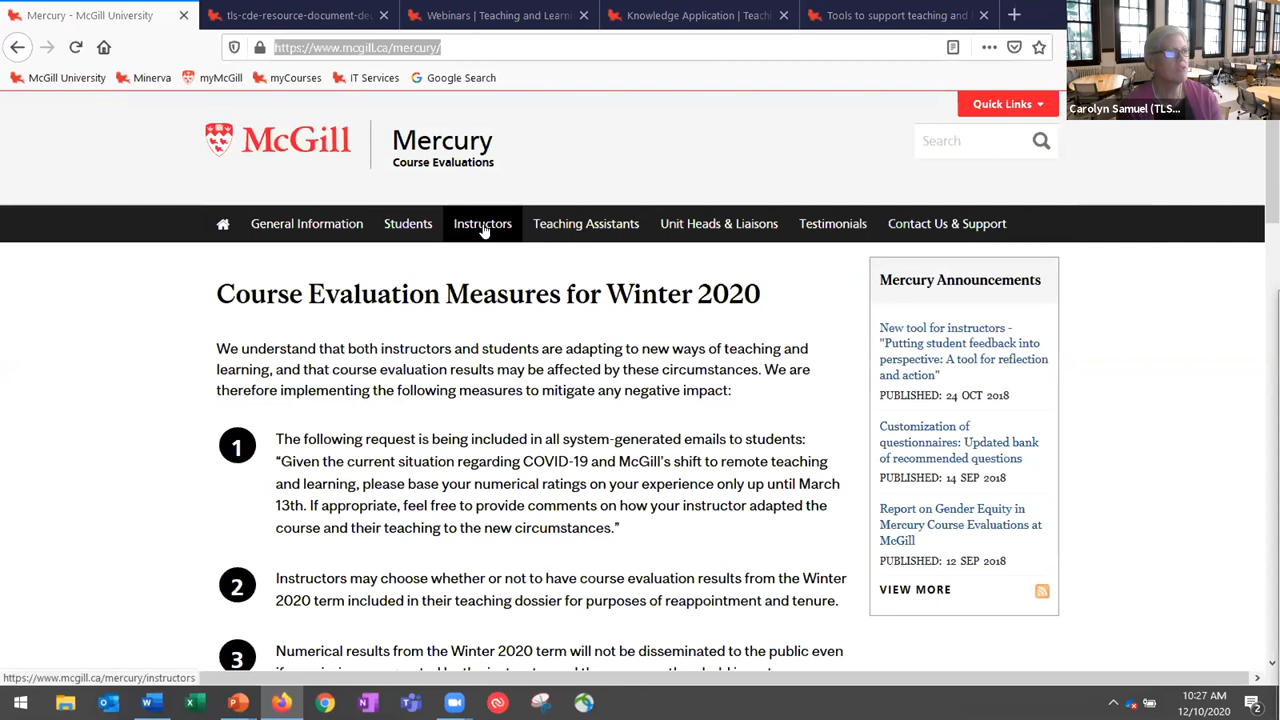 Mercury - McGill University
tls-cde-resource-document-de
Webinars | Teaching and Learni
Knowledge Application | Teach
Tools to support teaching and
https://www.mcgill.ca/mercury/
McGill University
Minerva
myMcGill
myCourses
IT Services
Google Search
Carolyn Samuel (TLS...
Quick Links
McGill
Mercury
Course Evaluations
Search
General Information
Students
Instructors
Teaching Assistants
Unit Heads & Liaisons
Testimonials
Contact Us & Support
Course Evaluation Measures for Winter 2020
We understand that both instructors and students are adapting to new ways of teaching and
learning, and that course evaluation results may be affected by these circumstances. We are
therefore implementing the following measures to mitigate any negative impact:
1
The following request is being included in all system-generated emails to students:
“Given the current situation regarding COVID-19 and McGill’s shift to remote teaching
and learning, please base your numerical ratings on your experience only up until March
13th. If appropriate, feel free to provide comments on how your instructor adapted the
course and their teaching to the new circumstances.”
2
Instructors may choose whether or not to have course evaluation results from the Winter
2020 term included in their teaching dossier for purposes of reappointment and tenure.
3
Numerical results from the Winter 2020 term will not be disseminated to the public even
Mercury Announcements
New tool for instructors -
"Putting student feedback into
perspective: A tool for reflection
and action"
PUBLISHED: 24 OCT 2018
Customization of
questionnaires: Updated bank
of recommended questions
PUBLISHED: 14 SEP 2018
Report on Gender Equity in
Mercury Course Evaluations at
McGill
PUBLISHED: 12 SEP 2018
VIEW MORE
https://www.mcgill.ca/mercury/instructors
10:27 AM
12/10/2020
2